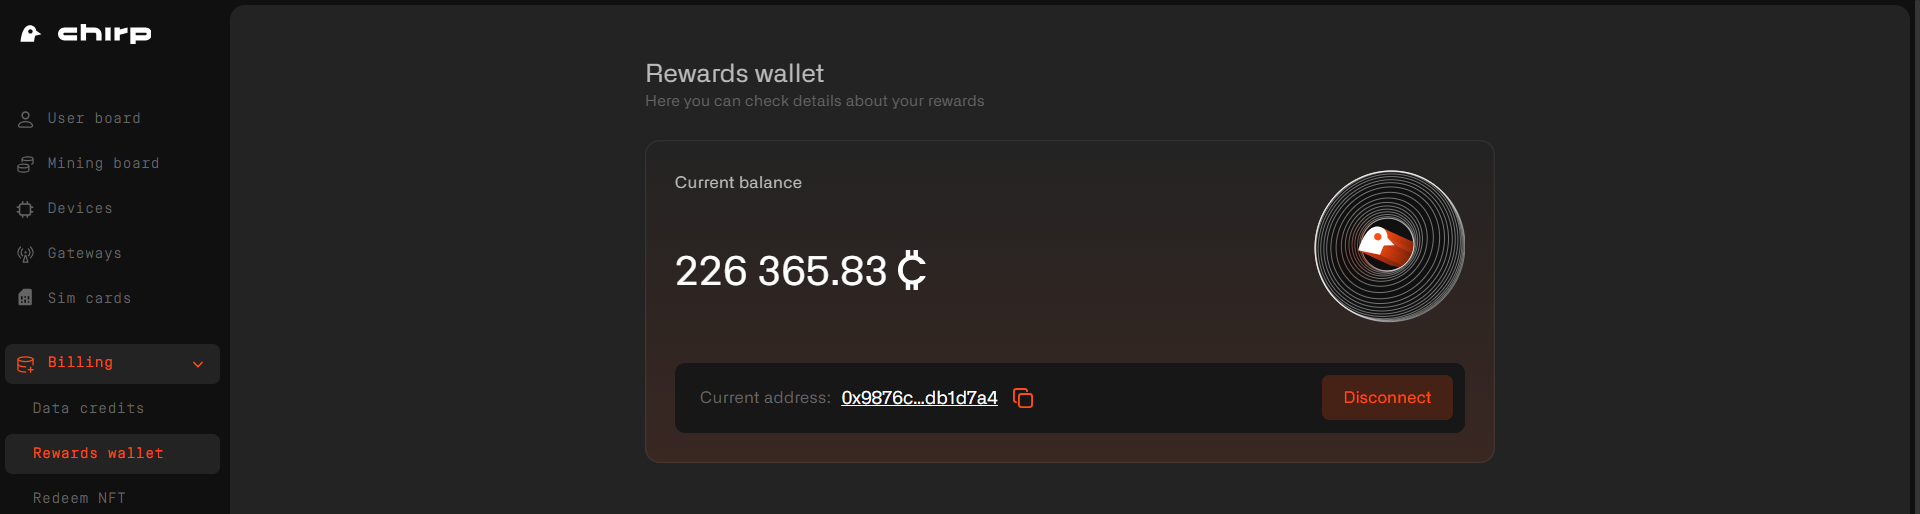 chirp
User board
Mining board
Devices
Gateways
Sim cards
Billing
Data credits
Rewards wallet
Redeem NFT
Rewards wallet
Here you can check details about your rewards
Current balance
226 365.83 ₵
Current address: 0x9876c...db1d7a4
Disconnect